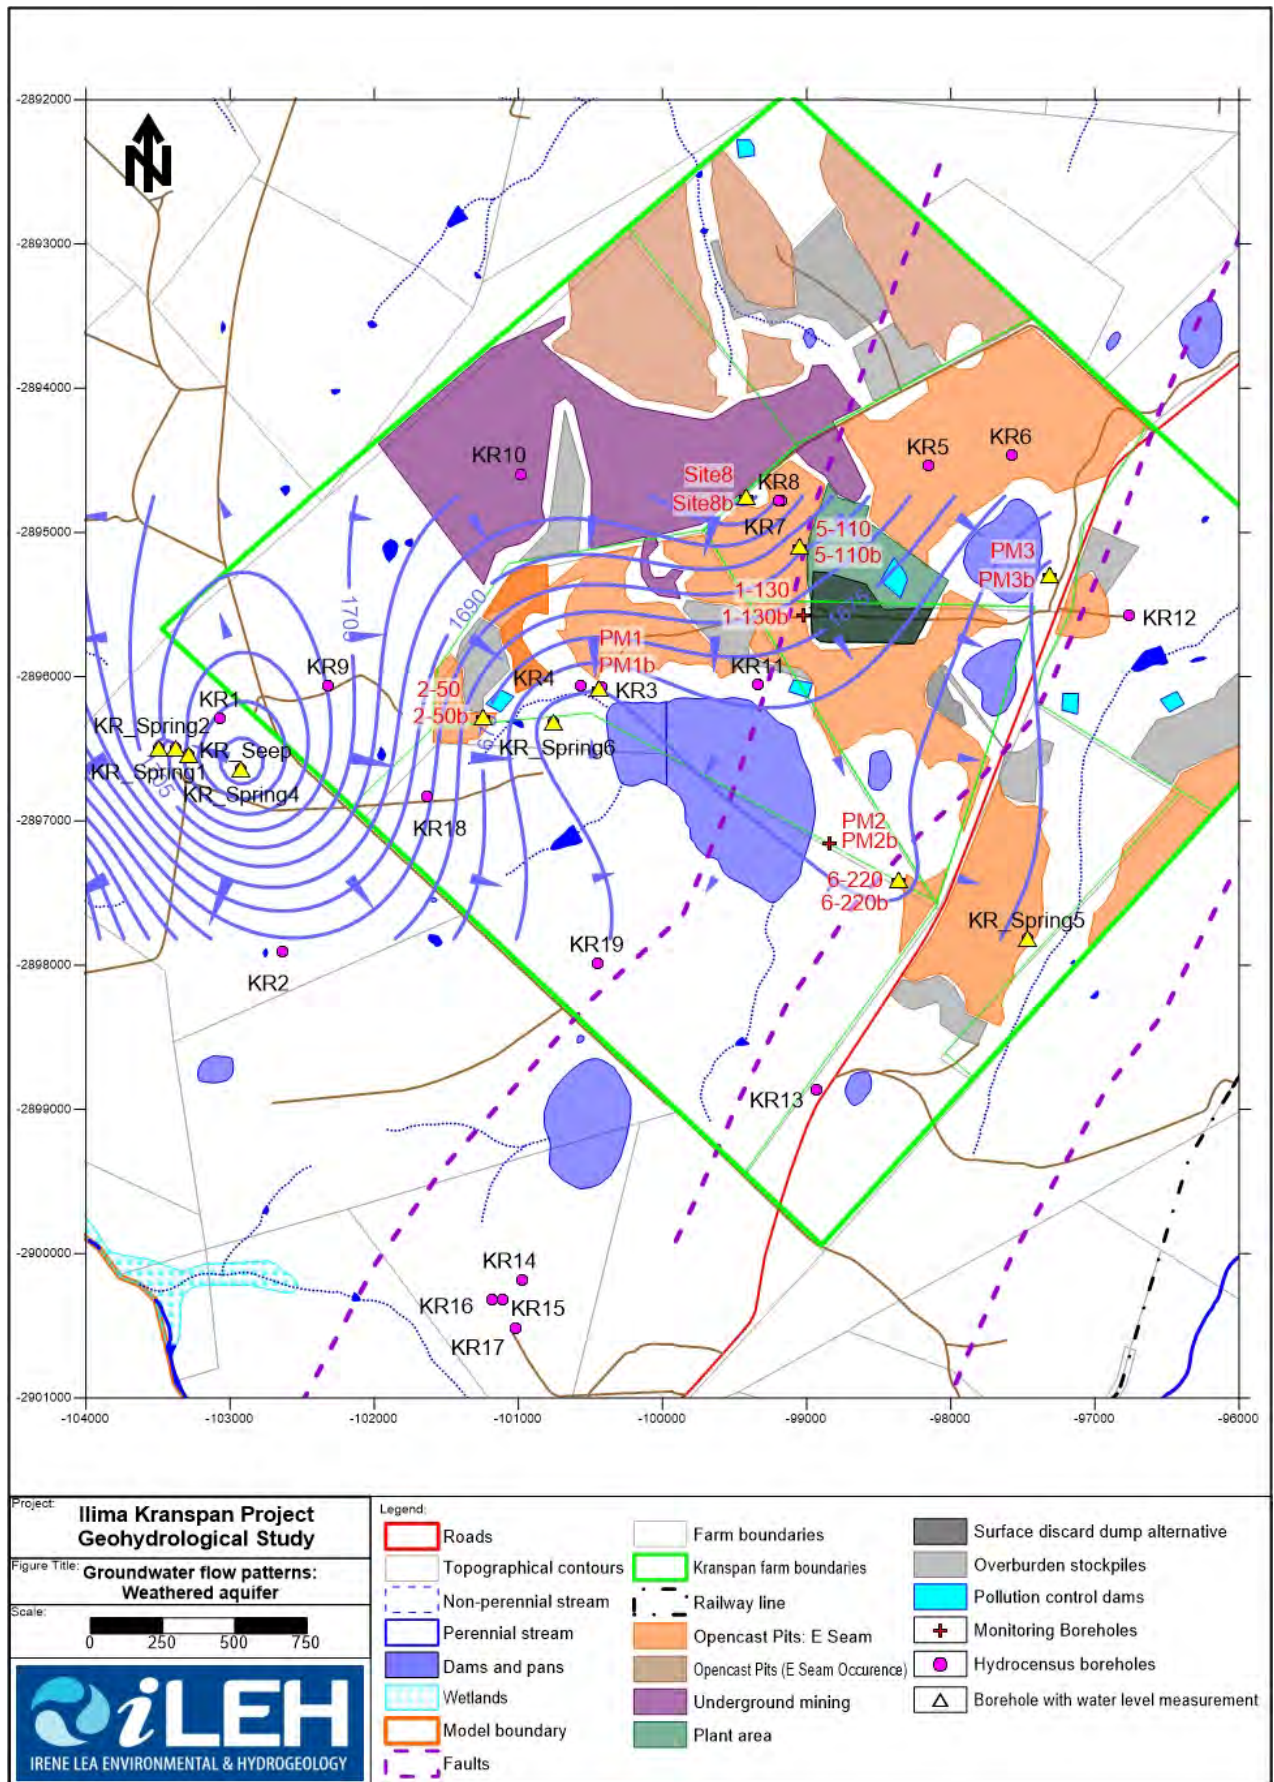 -2892000
N
-2893000
-2894000
KR10
KR5
KR6
Site8
KR8
Site8b
-2895000
KR7
5-110
5-110b
PM3
PM3b
1700
1690
1-130
1-130b
KR12
PM1
PM1b
KR9
KR4
KR3
KR11
-2896000
2-50
2-50b
KR1
KR_Spring2
KR_Seep
KR_Spring6
KR_Spring1
KR_Spring4
-2897000
KR18
PM2
PM2b
6-220
6-220b
KR_Spring5
KR19
-2898000
KR2
-2899000
KR13
-2900000
KR14
KR16
KR15
KR17
-2901000
-104000 -103000 -102000 -101000 -100000 -99000 -98000 -97000 -96000
Project:
Ilima Kranspan Project
Geohydrological Study
Figure Title: Groundwater flow patterns:
Weathered aquifer
Scale:
0 250 500 750
iLEH
IRENE LEA ENVIRONMENTAL & HYDROGEOLOGY
Legend:
Roads
Topographical contours
Non-perennial stream
Perennial stream
Dams and pans
Wetlands
Model boundary
Faults
Farm boundaries
Kranspan farm boundaries
Railway line
Opencast Pits: E Seam
Opencast Pits (E Seam Occurence)
Underground mining
Plant area
Surface discard dump alternative
Overburden stockpiles
Pollution control dams
Monitoring Boreholes
Hydrocensus boreholes
Borehole with water level measurement